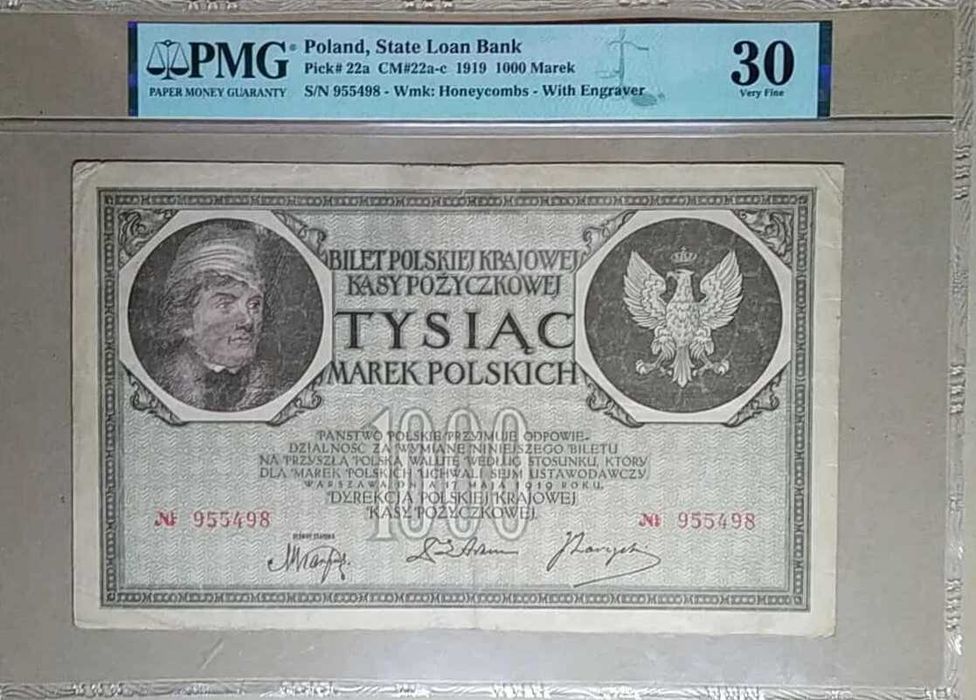 PMG
PAPER MONEY GUARANTY
Poland, State Loan Bank
Pick# 22a CM#22a-c 1919 1000 Marek
S/N 955498 - Wmk: Honeycombs - With Engraver
30
Very Fine
BILET POLSKIEJ KRAJOWEJ
KASY POŻYCZKOWEJ
TYSIĄC
MAREK POLSKICH
1000
PAŃSTWO POLSKIE PRZYJMUJE ODPOWIE-
DZIALNOŚĆ ZA WYMIANĘ NINIEJSZEGO BILETU
NA PRZYSZŁĄ POLSKĄ WALUTĘ WEDŁUG STOSUNKU, KTÓRY
DLA MAREK POLSKICH UCHWALI SEJM USTAWODAWCZY.
WARSZAWA, DNIA 17 MAJA 1919 ROKU.
DYREKCJA POLSKIEJ KRAJOWEJ
KASY POŻYCZKOWEJ.
№ 955498
№ 955498